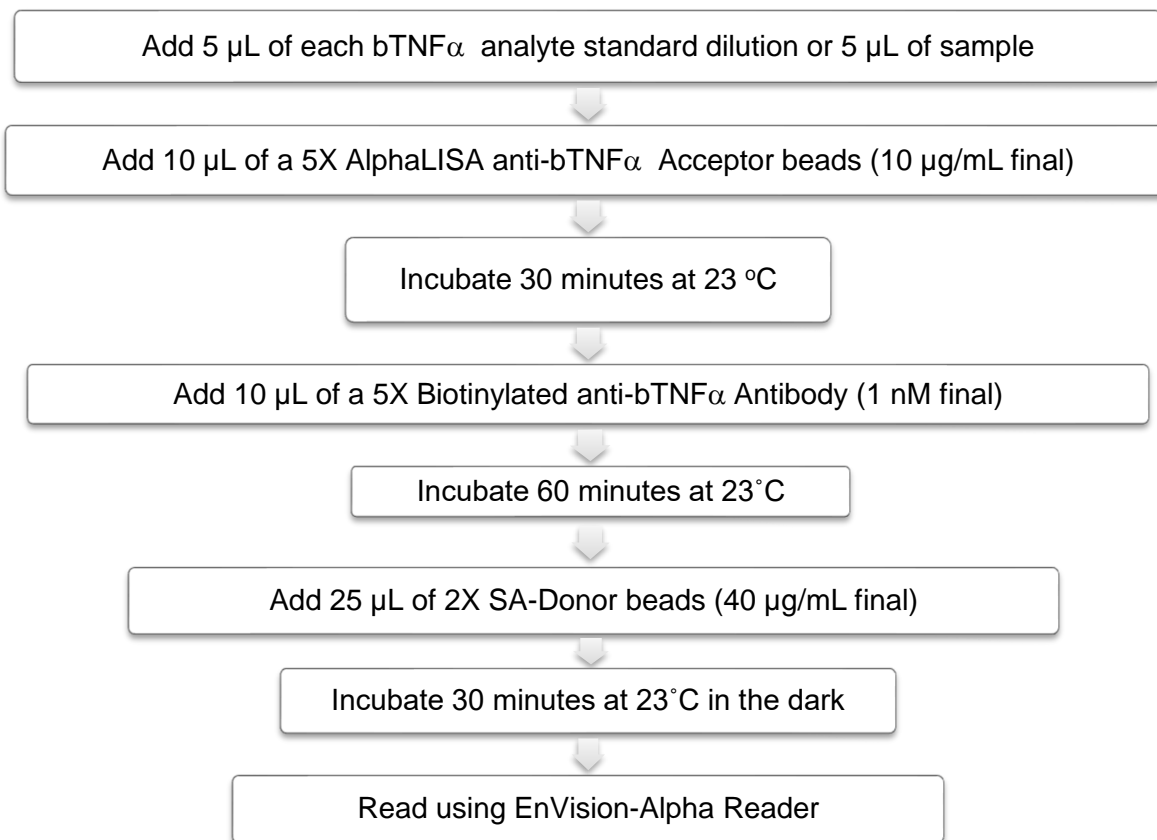 Add 5 µL of each bTNFα analyte standard dilution or 5 µL of sample
Add 10 µL of a 5X AlphaLISA anti-bTNFα Acceptor beads (10 µg/mL final)
Incubate 30 minutes at 23 °C
Add 10 µL of a 5X Biotinylated anti-bTNFα Antibody (1 nM final)
Incubate 60 minutes at 23˚C
Add 25 µL of 2X SA-Donor beads (40 µg/mL final)
Incubate 30 minutes at 23˚C in the dark
Read using EnVision-Alpha Reader